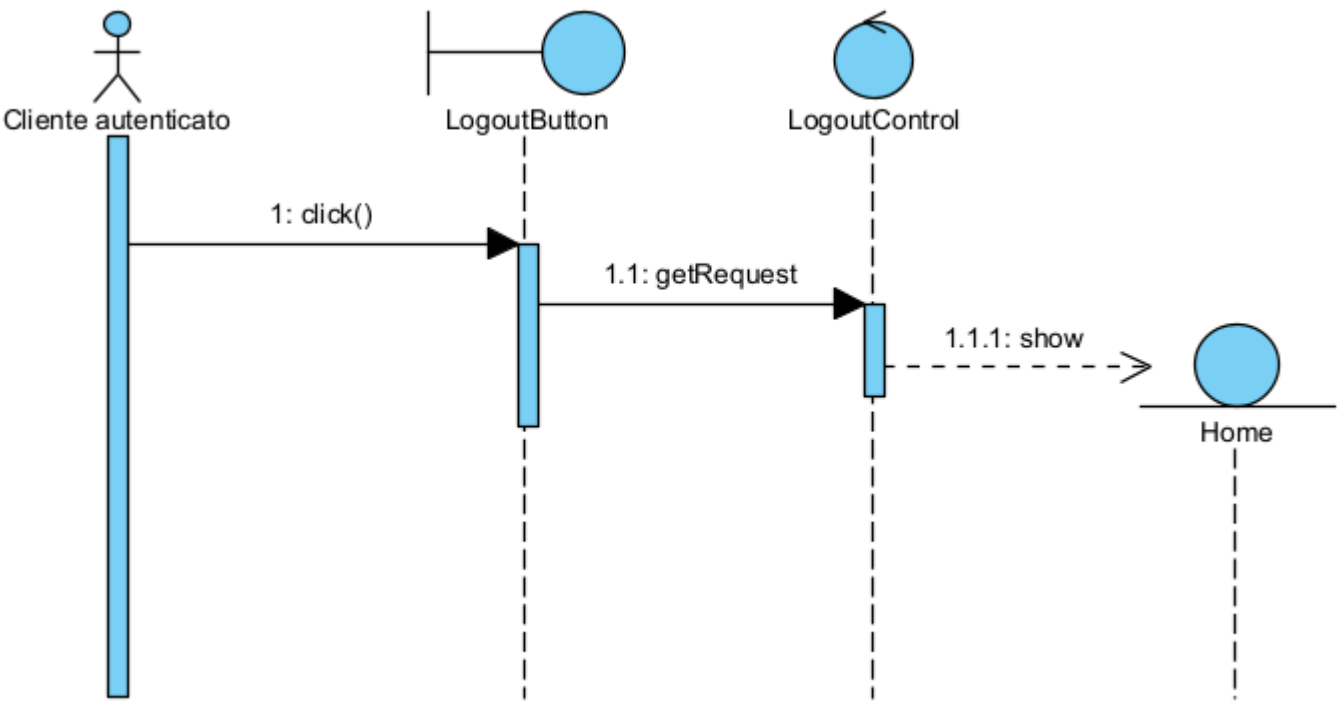 Cliente autenticato
LogoutButton
LogoutControl
1: click()
1.1: getRequest
1.1.1: show
Home